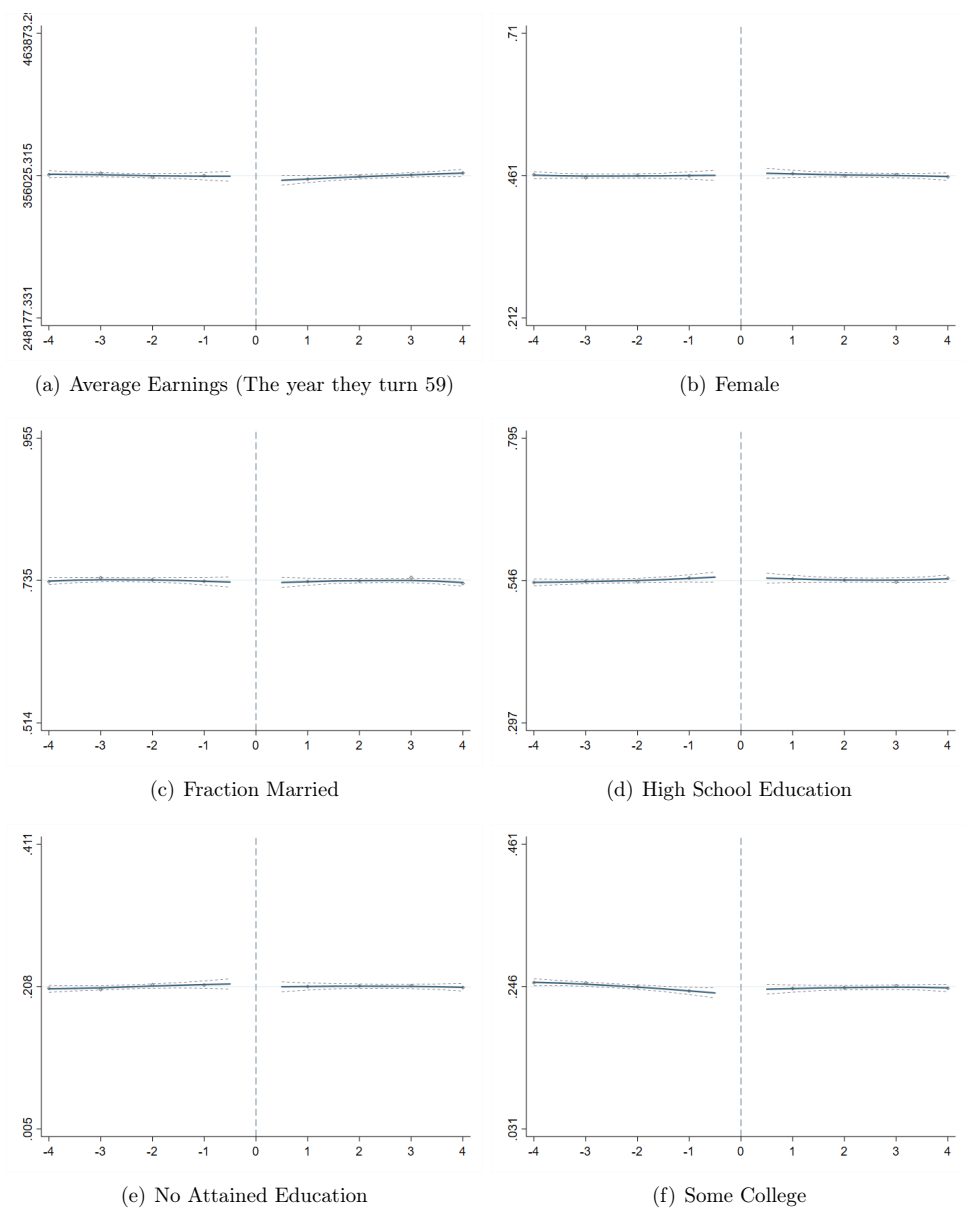 463873.2
356025.315
248177.331
-4 -3 -2 -1 0 1 2 3 4
(a) Average Earnings (The year they turn 59)
.71
.461
.212
-4 -3 -2 -1 0 1 2 3 4
(b) Female
.955
.735
.514
-4 -3 -2 -1 0 1 2 3 4
(c) Fraction Married
.795
.546
.297
-4 -3 -2 -1 0 1 2 3 4
(d) High School Education
.411
.208
.005
-4 -3 -2 -1 0 1 2 3 4
(e) No Attained Education
.461
.246
.031
-4 -3 -2 -1 0 1 2 3 4
(f) Some College